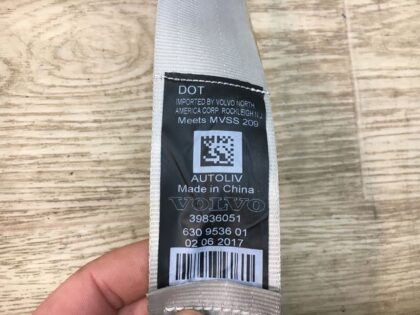 DOT
IMPORTED BY VOLVO NORTH
AMERICA CORP. ROCKLEIGH N.J
Meets MVSS 209
AUTOLIV
Made in China
VOLVO
39836051
630 9536 01
02 06 2017